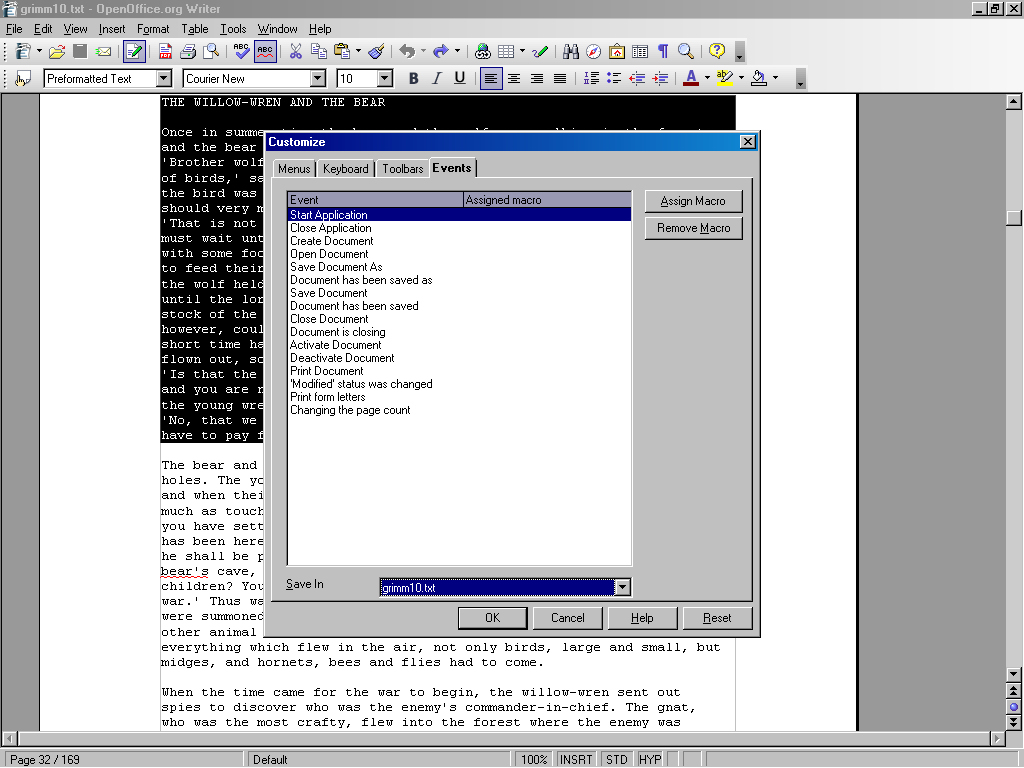 grimm10.txt - OpenOffice.org Writer
File Edit View Insert Format Table Tools Window Help
ABC ABC
Preformatted Text Courier New 10 B I U A
THE WILLOW-WREN AND THE BEAR
Once in summe
and the bear
'Brother wolf
of birds,' sa
the bird was
should very m
'That is not
must wait unt
with some foo
to feed their
the wolf held
until the lor
stock of the
however, coul
short time ha
flown out, so
'Is that the
and you are n
the young wre
'No, that we
have to pay f
The bear and
holes. The yo
and when thei
much as touch
you have sett
has been here
he shall be p
bear's cave,
children? You
war.' Thus wa
were summoned
other animal
everything which flew in the air, not only birds, large and small, but
midges, and hornets, bees and flies had to come.
When the time came for the war to begin, the willow-wren sent out
spies to discover who was the enemy's commander-in-chief. The gnat,
who was the most crafty, flew into the forest where the enemy was
Customize
Menus Keyboard Toolbars Events
Event Assigned macro
Start Application
Close Application
Create Document
Open Document
Save Document As
Document has been saved as
Save Document
Document has been saved
Close Document
Document is closing
Activate Document
Deactivate Document
Print Document
'Modified' status was changed
Print form letters
Changing the page count
Assign Macro
Remove Macro
Save In grimm10.txt
OK Cancel Help Reset
Page 32 / 169 Default 100% INSRT STD HYP